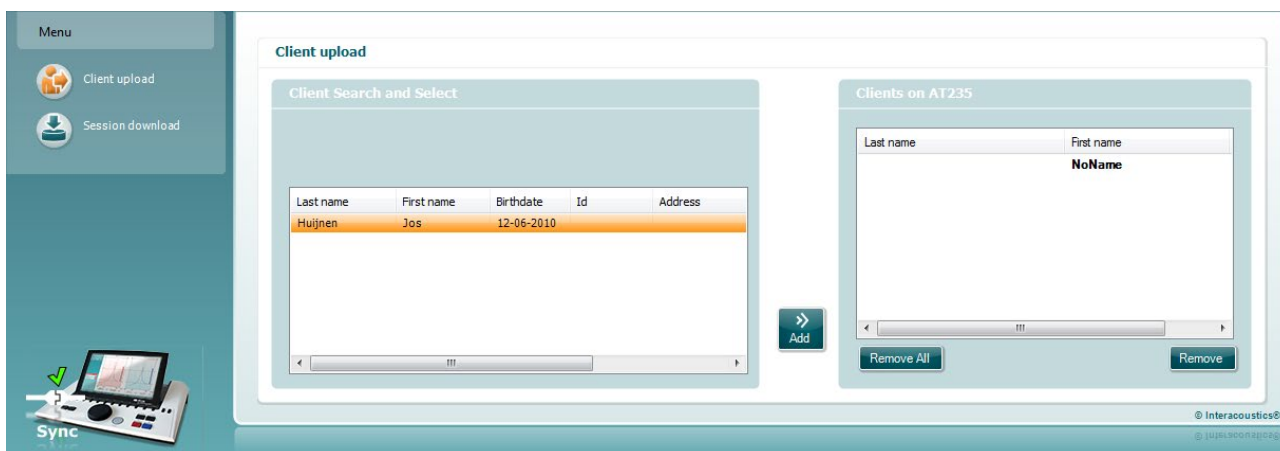 Menu
Client upload
Session download
Sync
Client upload
Client Search and Select
Last name First name Birthdate Id Address
Huijnen Jos 12-06-2010
Add
Clients on AT235
Last name First name
NoName
Remove All Remove
© Interacoustics®
© Interacoustics®